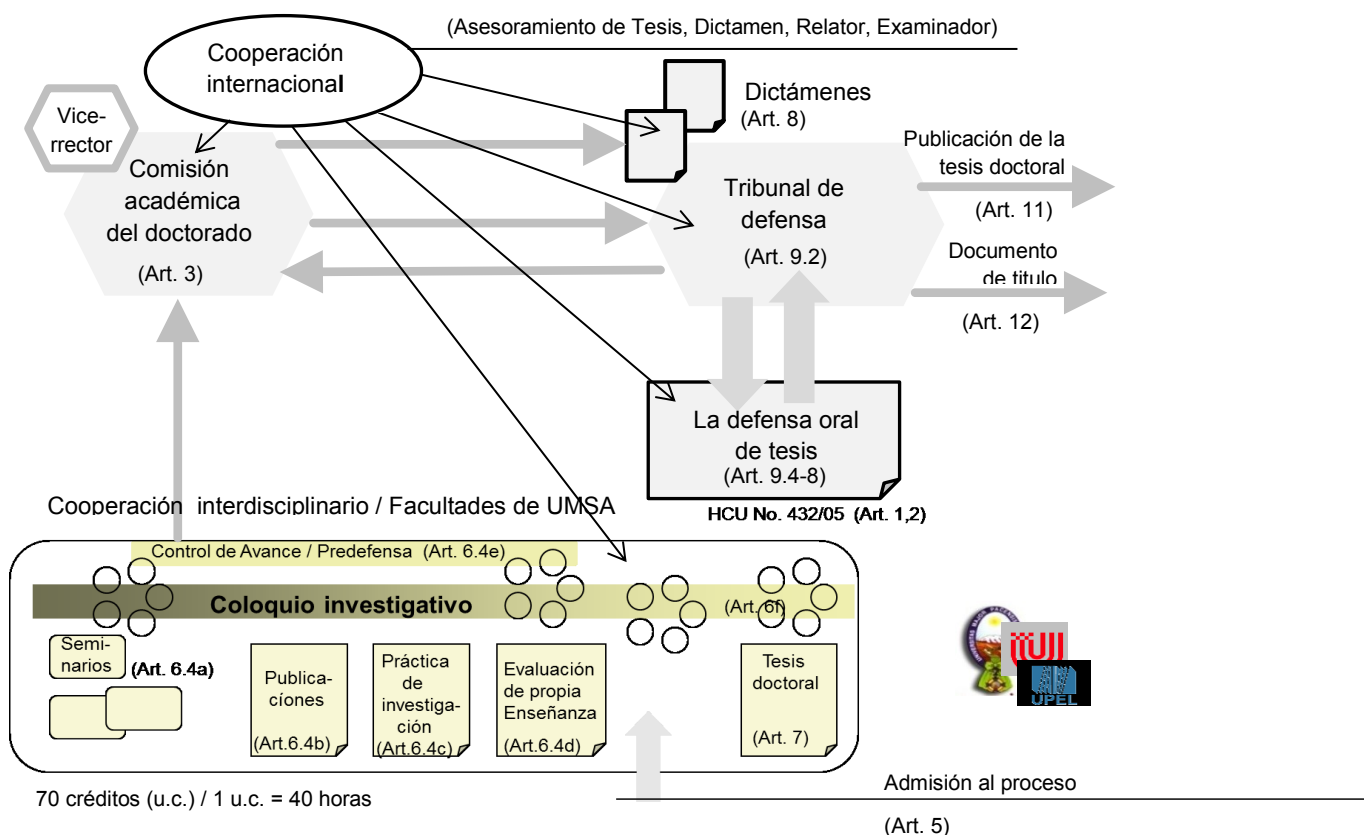 (Asesoramiento de Tesis, Dictamen, Relator, Examinador)
Cooperación
internacional
Vice-
rrector
Dictámenes
(Art. 8)
Comisión
académica
del doctorado
(Art. 3)
Tribunal de
defensa
(Art. 9.2)
Publicación de la
tesis doctoral
(Art. 11)
Documento
de titulo
(Art. 12)
La defensa oral
de tesis
(Art. 9.4-8)
HCU No. 432/05 (Art. 1,2)
Cooperación interdisciplinario / Facultades de UMSA
Control de Avance / Predefensa (Art. 6.4e)
Coloquio investigativo
(Art. 6f)
Semi-
narios
(Art. 6.4a)
Publica-
cíones
(Art.6.4b)
Práctica
de
investiga-
ción
(Art.6.4c)
Evaluación
de propia
Enseñanza
(Art.6.4d)
Tesis
doctoral
(Art. 7)
UPEL
70 créditos (u.c.) / 1 u.c. = 40 horas
Admisión al proceso
(Art. 5)